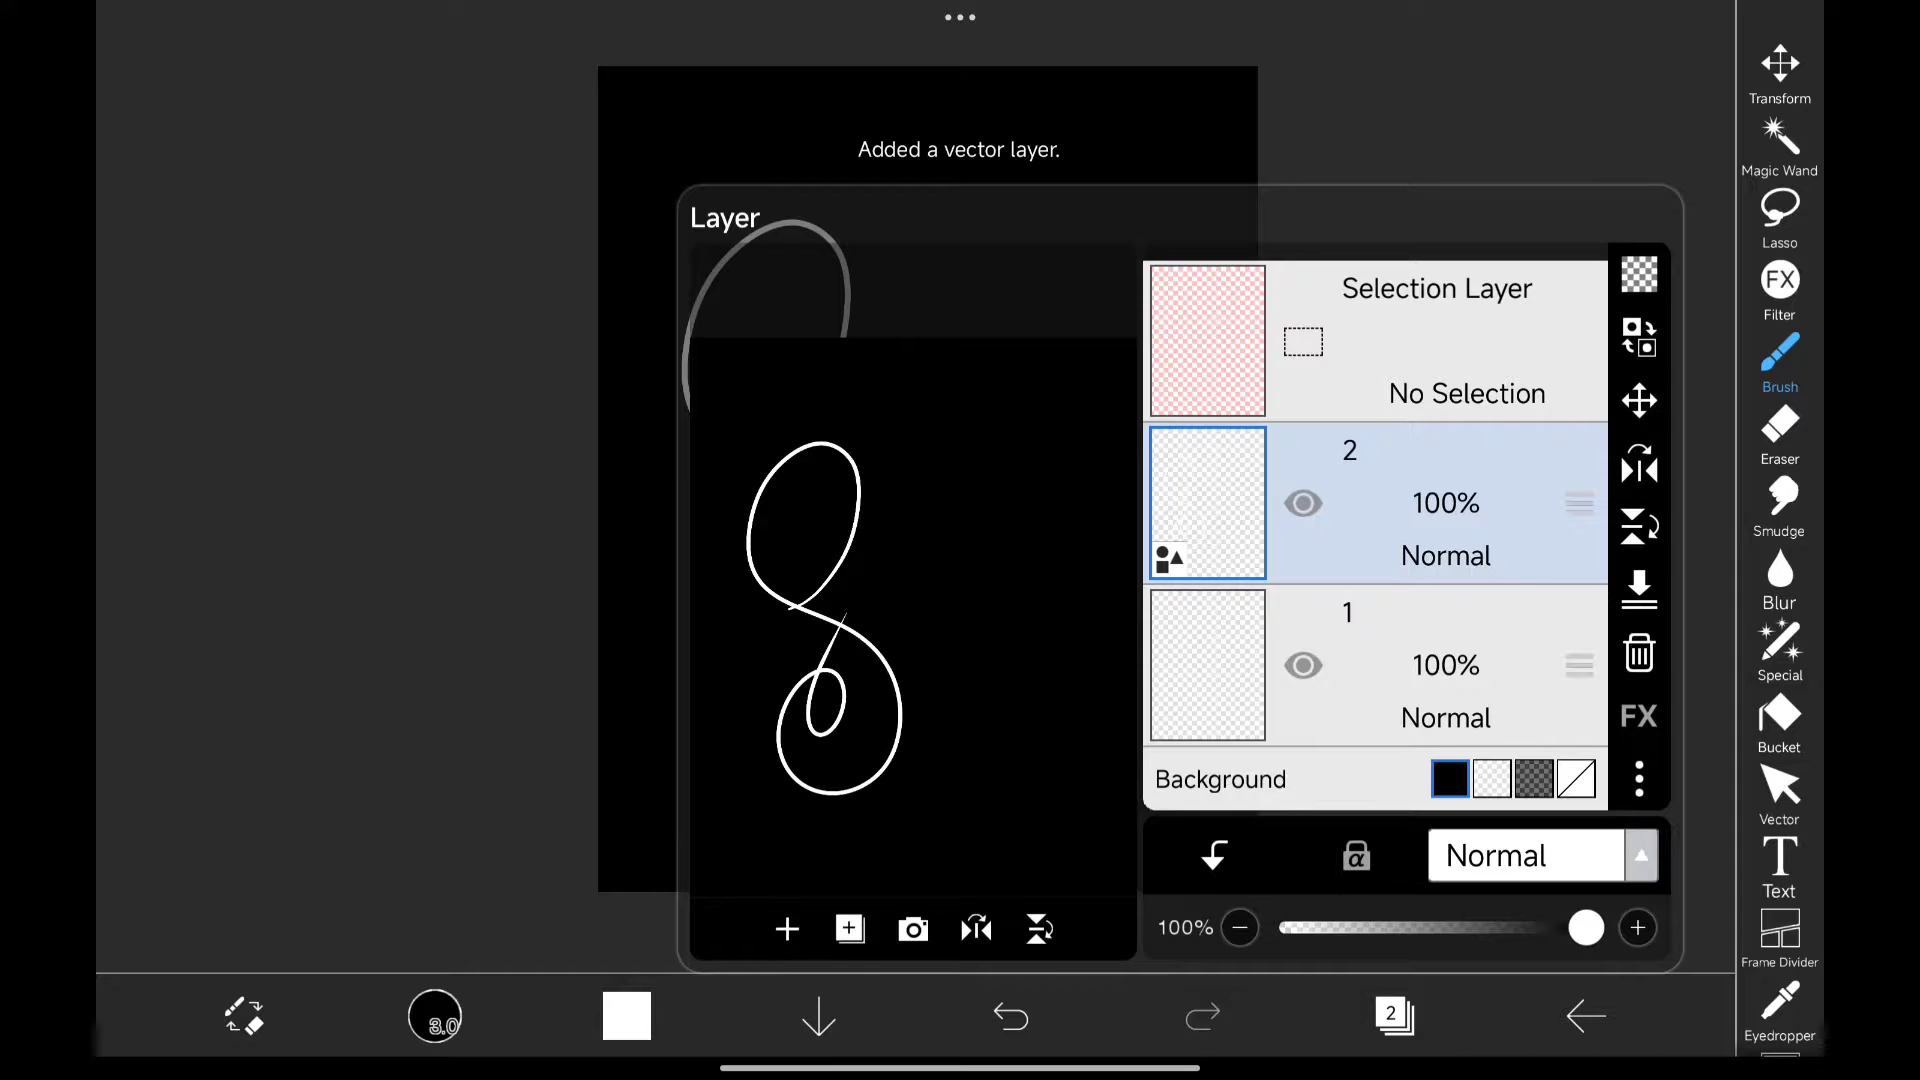 Added a vector layer.
Layer
Selection Layer
No Selection
2
100%
Normal
1
100%
Normal
FX
Background
α
Normal
100%
3.0
2
Transform
Magic Wand
Lasso
FX
Filter
Brush
Eraser
Smudge
Blur
Special
Bucket
Vector
T
Text
Frame Divider
Eyedropper